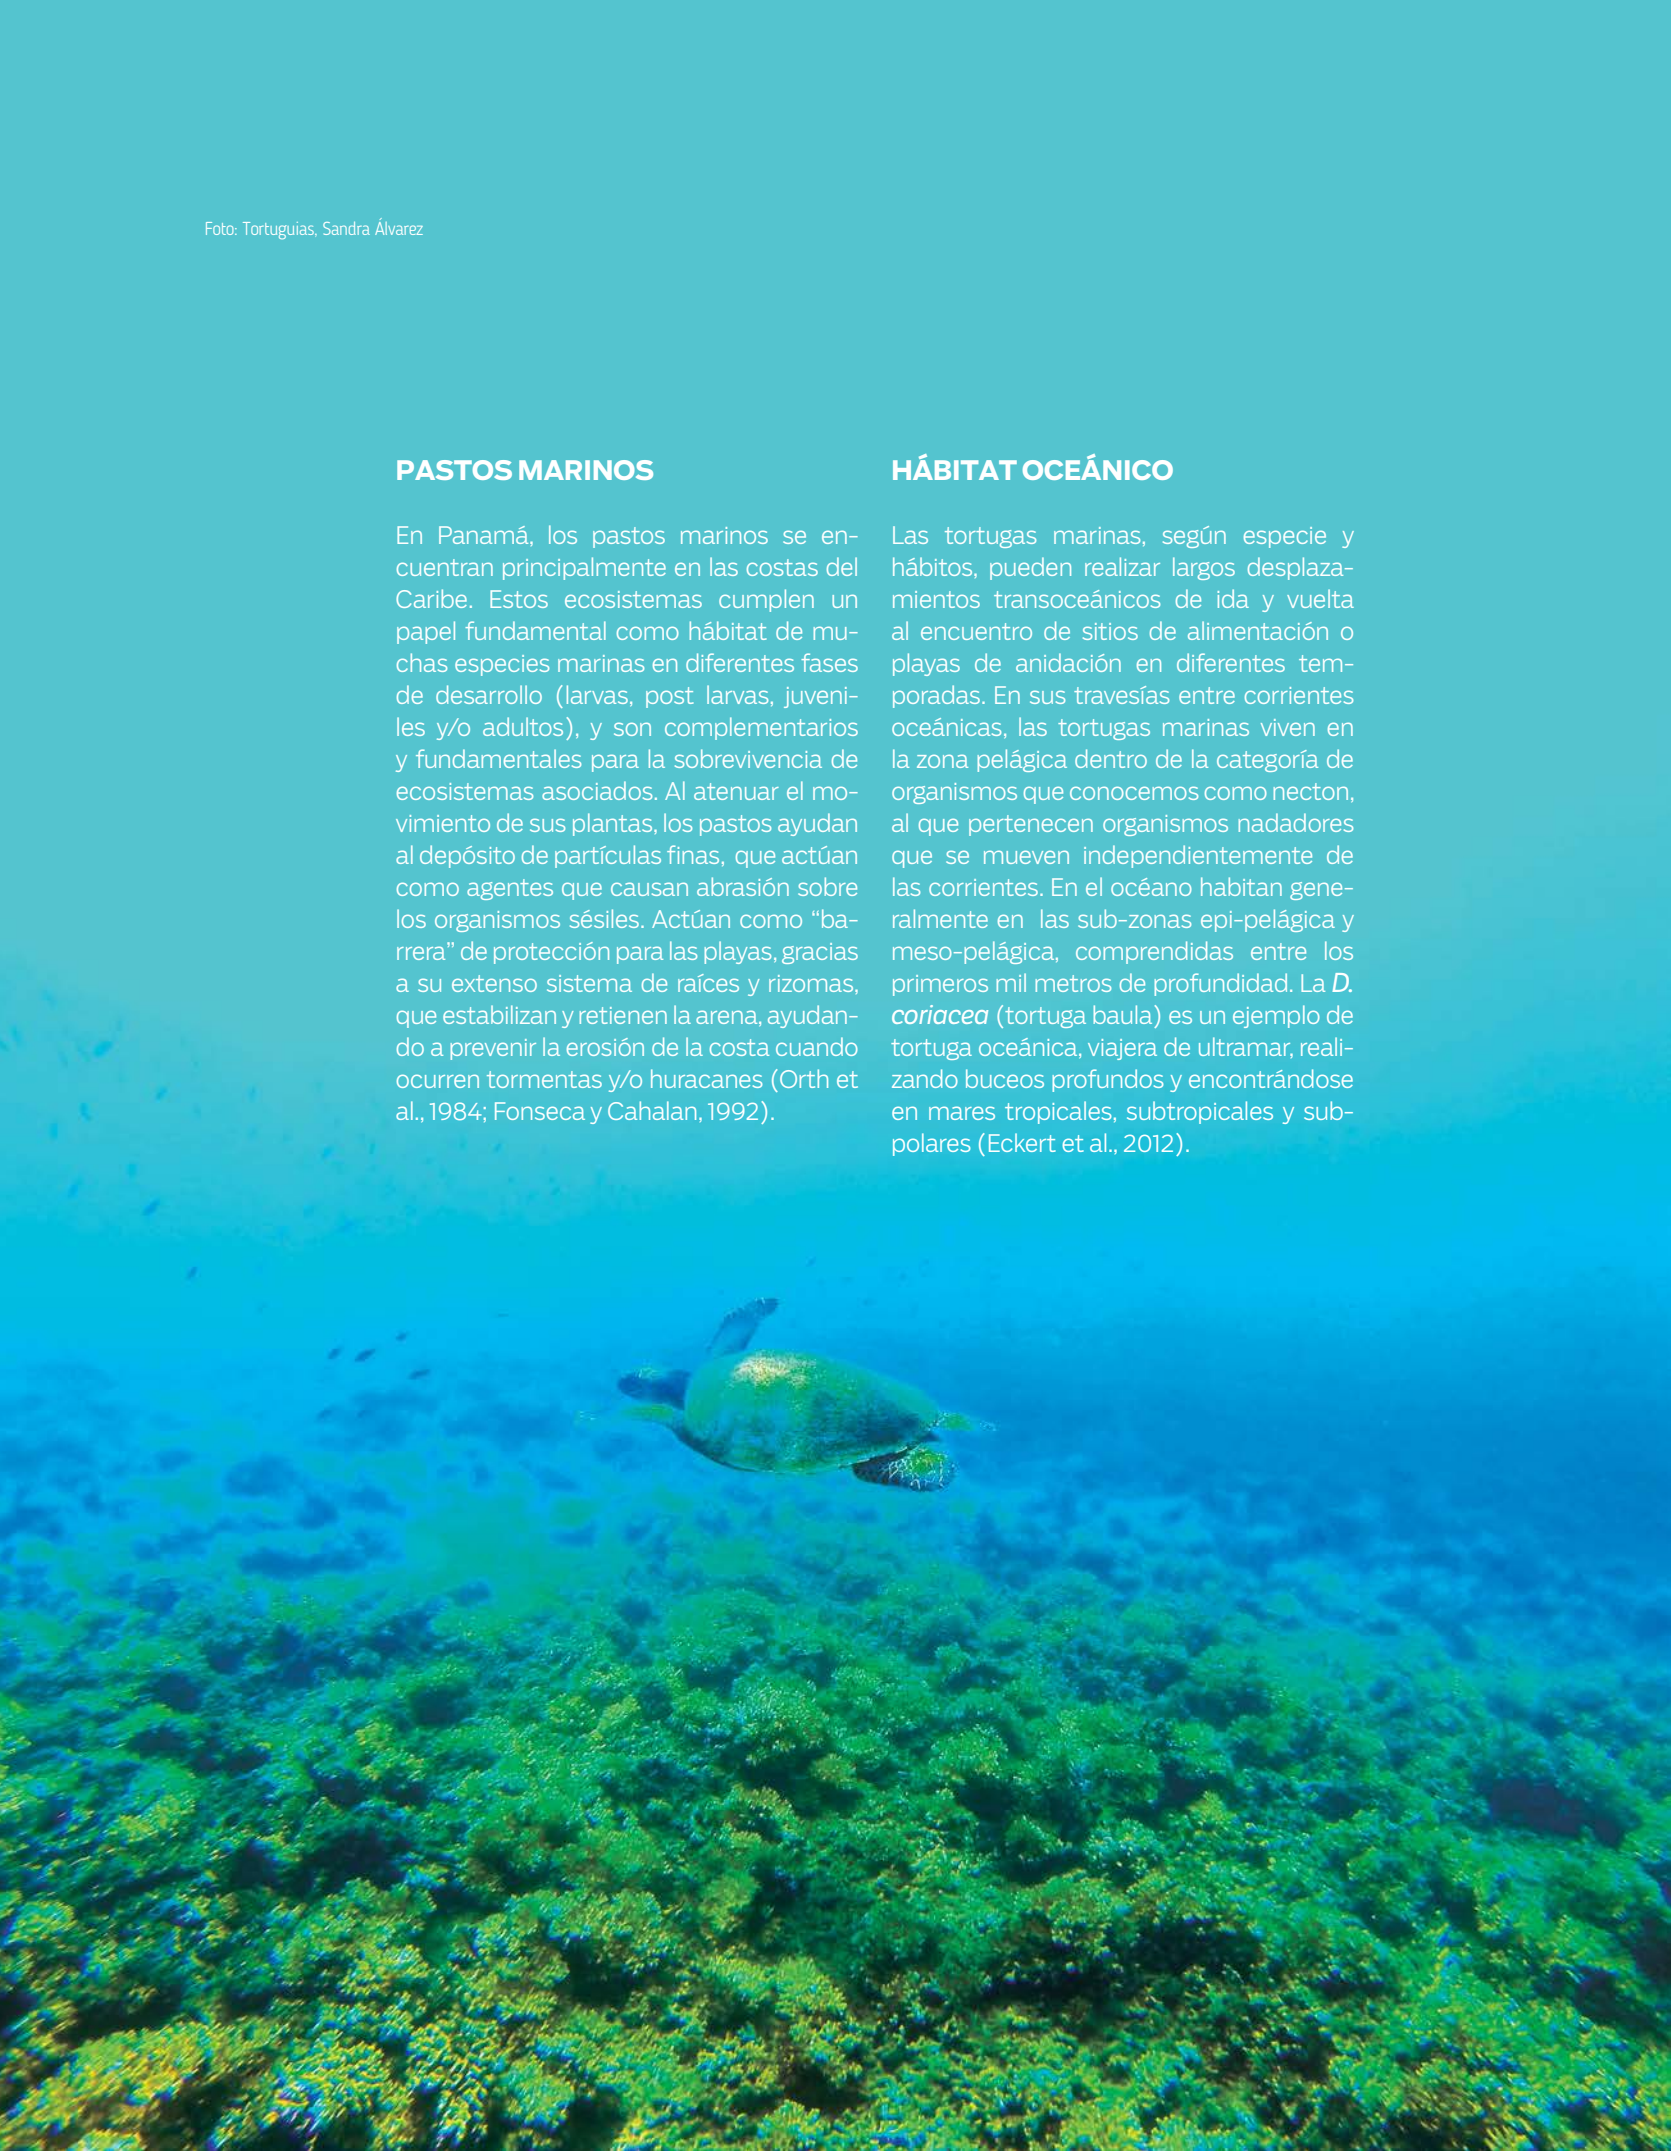 Foto: Tortuguias, Sandra Álvarez
PASTOS MARINOS
En Panamá, los pastos marinos se en-
cuentran principalmente en las costas del
Caribe. Estos ecosistemas cumplen un
papel fundamental como hábitat de mu-
chas especies marinas en diferentes fases
de desarrollo (larvas, post larvas, juveni-
les y/o adultos), y son complementarios
y fundamentales para la sobrevivencia de
ecosistemas asociados. Al atenuar el mo-
vimiento de sus plantas, los pastos ayudan
al depósito de partículas finas, que actúan
como agentes que causan abrasión sobre
los organismos sésiles. Actúan como “ba-
rrera” de protección para las playas, gracias
a su extenso sistema de raíces y rizomas,
que estabilizan y retienen la arena, ayudan-
do a prevenir la erosión de la costa cuando
ocurren tormentas y/o huracanes (Orth et
al., 1984; Fonseca y Cahalan, 1992).
HÁBITAT OCEÁNICO
Las tortugas marinas, según especie y
hábitos, pueden realizar largos desplaza-
mientos transoceánicos de ida y vuelta
al encuentro de sitios de alimentación o
playas de anidación en diferentes tem-
poradas. En sus travesías entre corrientes
oceánicas, las tortugas marinas viven en
la zona pelágica dentro de la categoría de
organismos que conocemos como necton,
al que pertenecen organismos nadadores
que se mueven independientemente de
las corrientes. En el océano habitan gene-
ralmente en las sub-zonas epi-pelágica y
meso-pelágica, comprendidas entre los
primeros mil metros de profundidad. La D.
coriacea (tortuga baula) es un ejemplo de
tortuga oceánica, viajera de ultramar, reali-
zando buceos profundos y encontrándose
en mares tropicales, subtropicales y sub-
polares (Eckert et al., 2012).